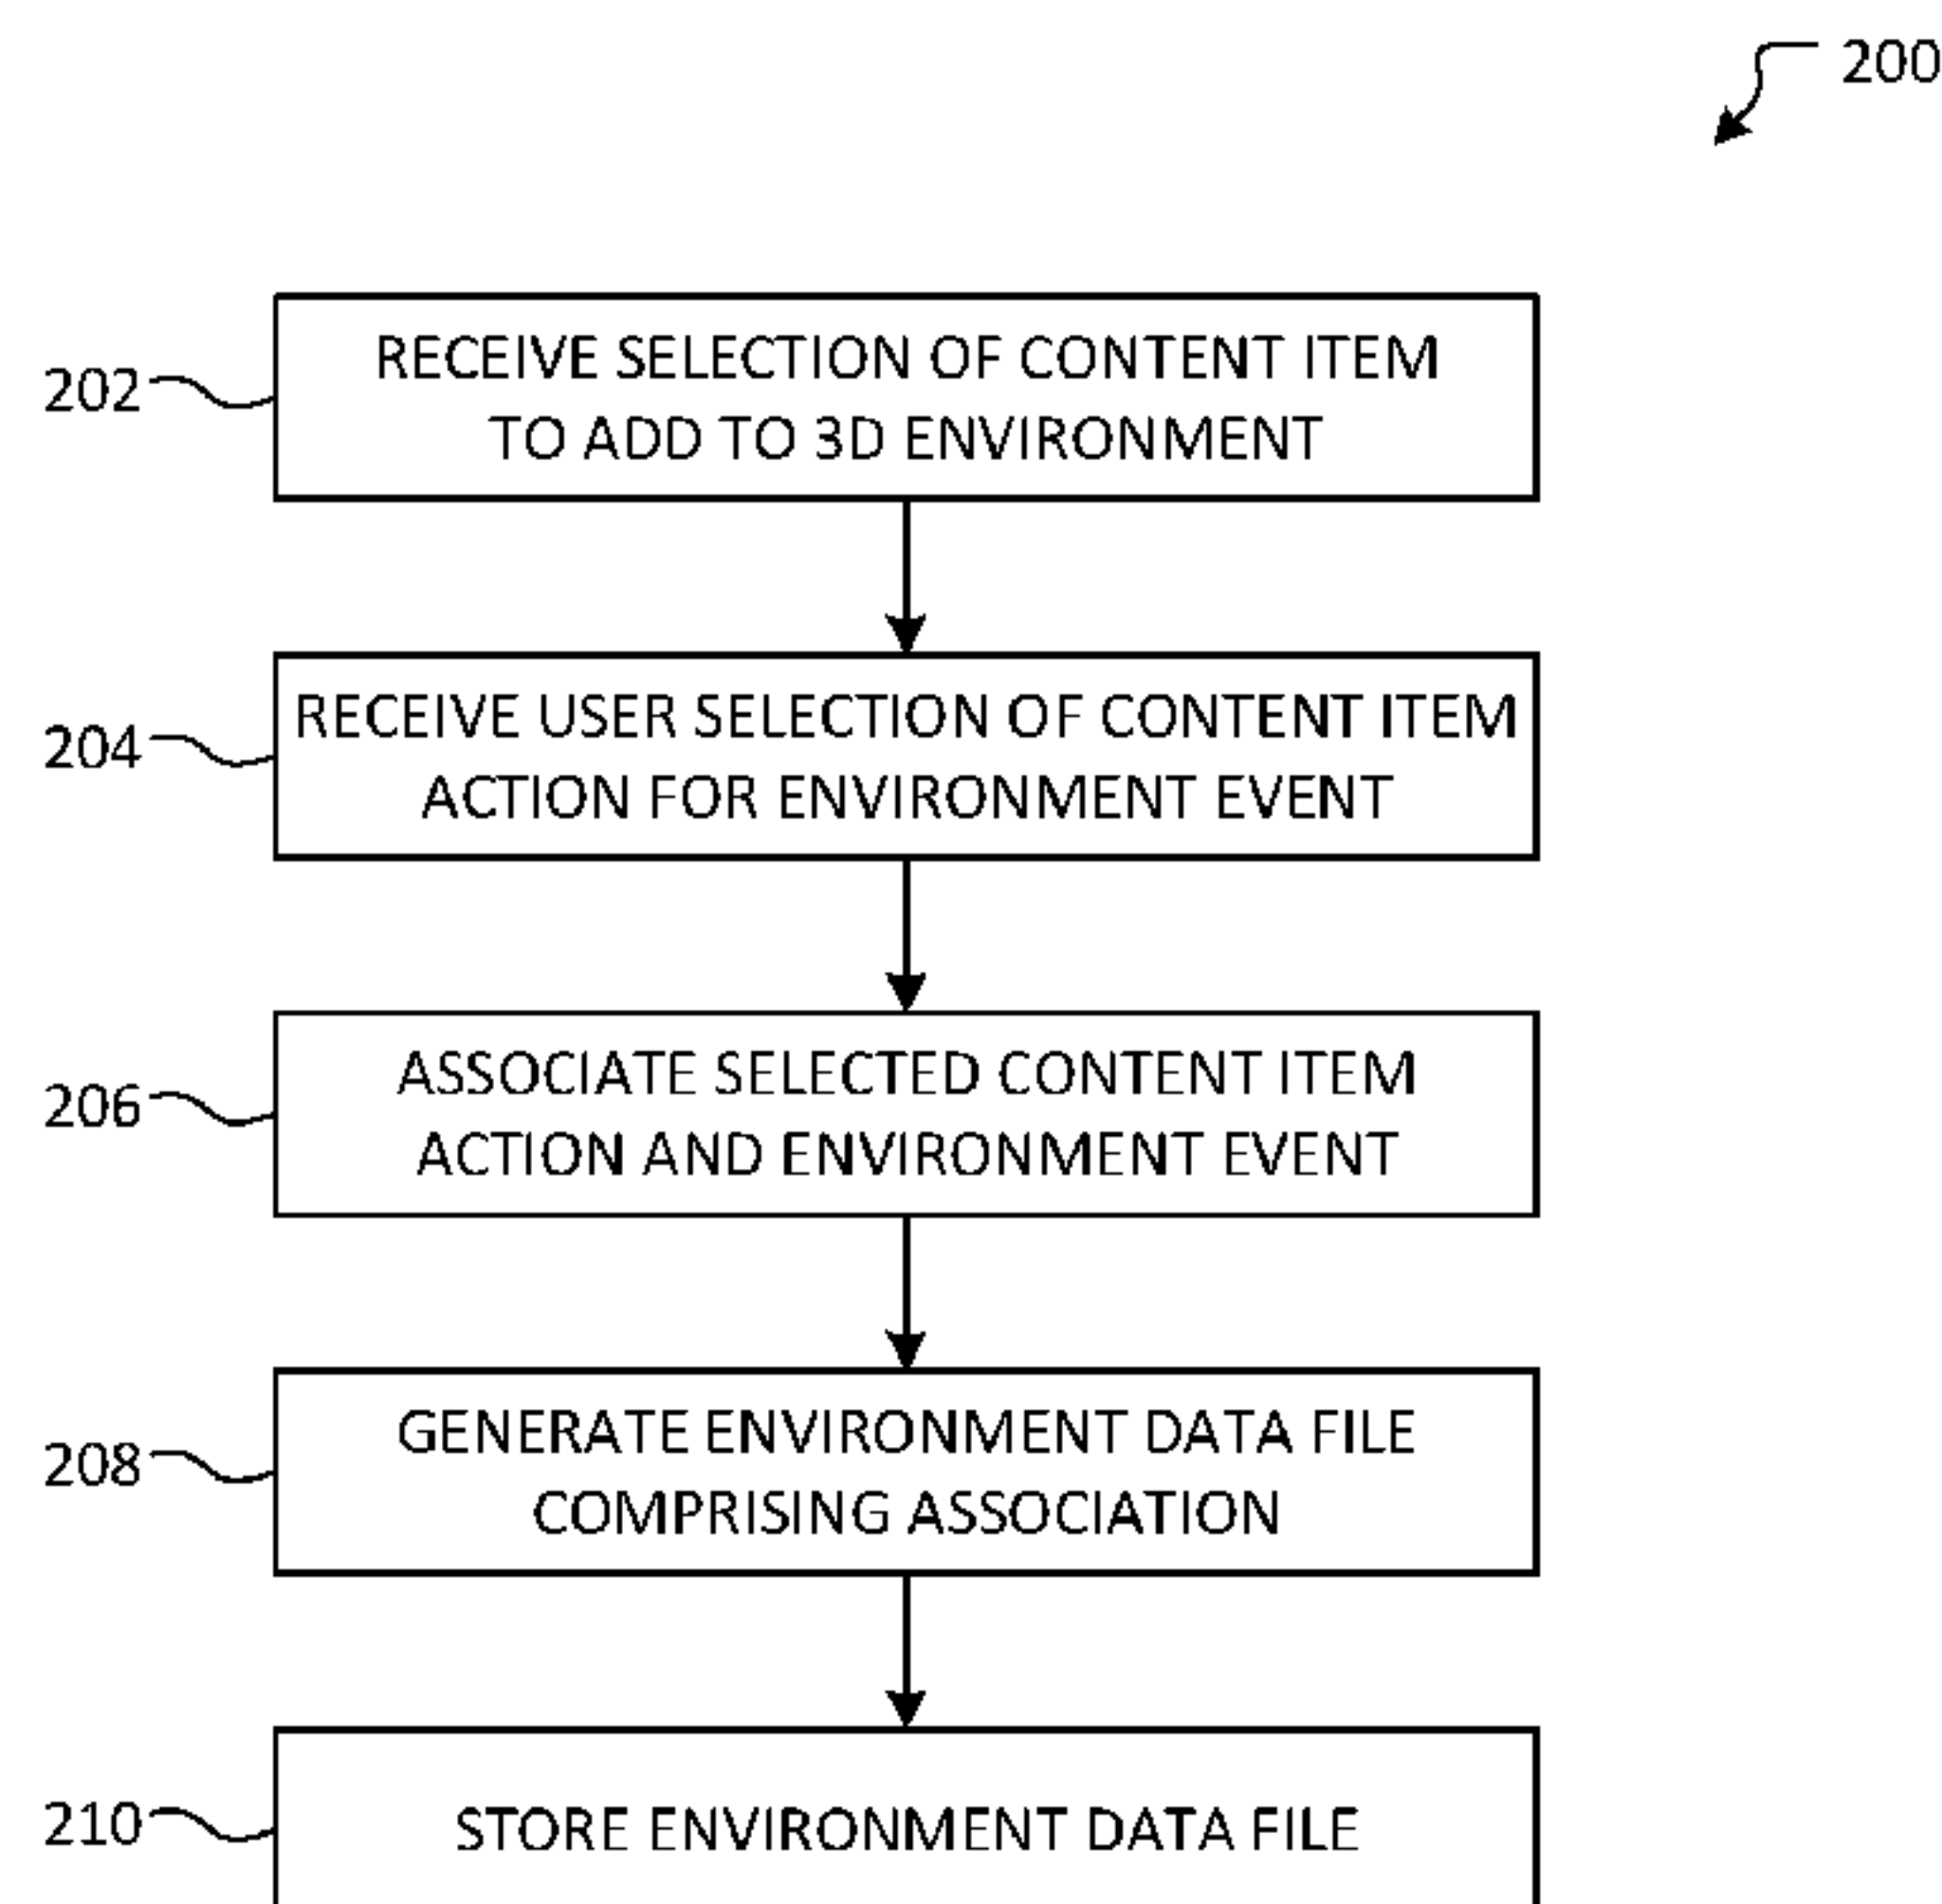 200
202
RECEIVE SELECTION OF CONTENT ITEM
TO ADD TO 3D ENVIRONMENT
204
RECEIVE USER SELECTION OF CONTENT ITEM
ACTION FOR ENVIRONMENT EVENT
206
ASSOCIATE SELECTED CONTENT ITEM
ACTION AND ENVIRONMENT EVENT
208
GENERATE ENVIRONMENT DATA FILE
COMPRISING ASSOCIATION
210
STORE ENVIRONMENT DATA FILE